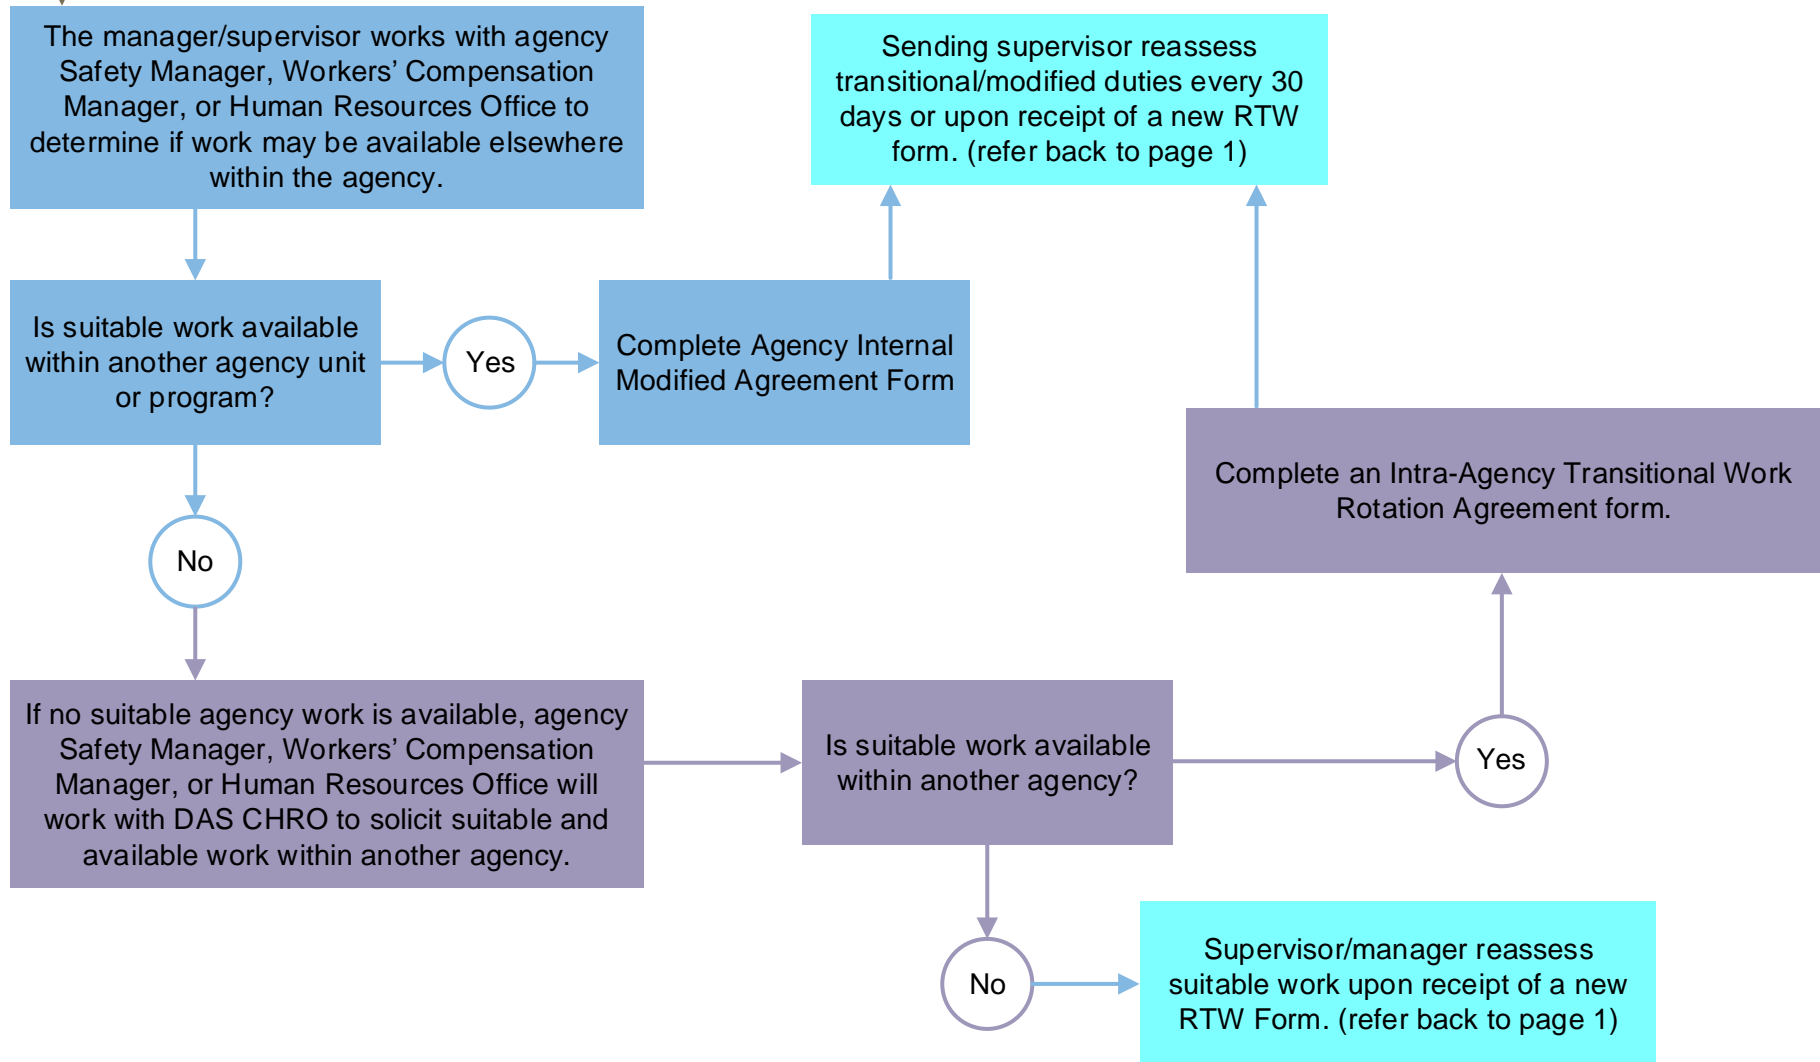 The manager/supervisor works with agency
Safety Manager, Workers' Compensation
Manager, or Human Resources Office to
determine if work may be available elsewhere
within the agency.
Sending supervisor reassess
transitional/modified duties every 30
days or upon receipt of a new RTW
form. (refer back to page 1)
Is suitable work available
within another agency unit
or program?
Yes
Complete Agency Internal
Modified Agreement Form
Complete an Intra-Agency Transitional Work
Rotation Agreement form.
No
If no suitable agency work is available, agency
Safety Manager, Workers' Compensation
Manager, or Human Resources Office will
work with DAS CHRO to solicit suitable and
available work within another agency.
Is suitable work available
within another agency?
Yes
No
Supervisor/manager reassess
suitable work upon receipt of a new
RTW Form. (refer back to page 1)